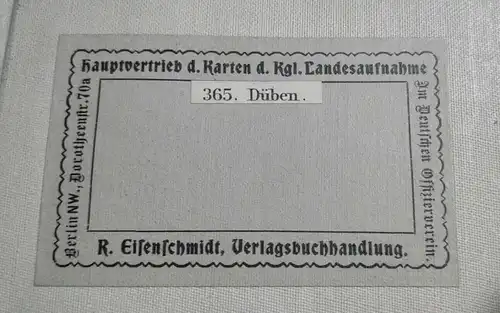 Hauptvertrieb d. Karten d. Kgl. Landesaufnahme
365. Düben.
Berlin NW., Dorotheenstr. 70a
Im Deutschen Offizierverein.
R. Eisenschmidt, Verlagsbuchhandlung.